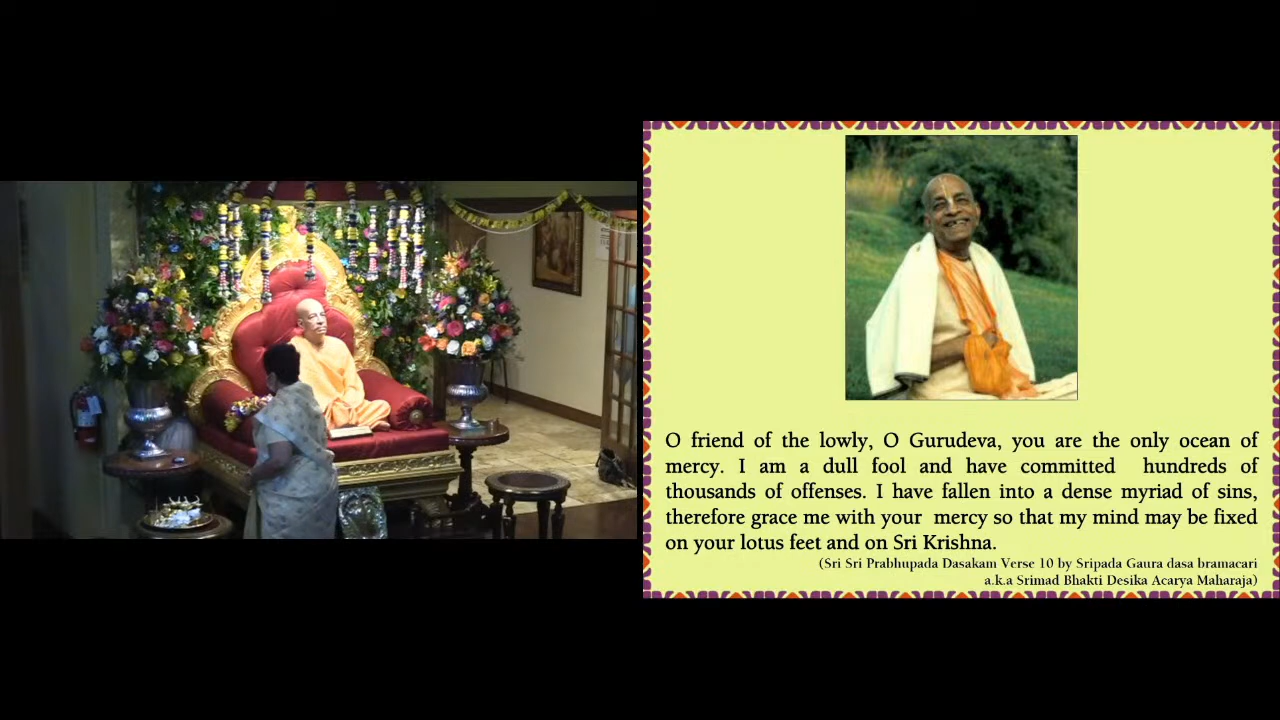 O friend of the lowly, O Gurudeva, you are the only ocean of
mercy. I am a dull fool and have committed hundreds of
thousands of offenses. I have fallen into a dense myriad of sins,
therefore grace me with your mercy so that my mind may be fixed
on your lotus feet and on Sri Krishna.
(Sri Sri Prabhupada Dasakam Verse 10 by Sripada Gaura dasa bramacari
a.k.a Srimad Bhakti Desika Acarya Maharaja)